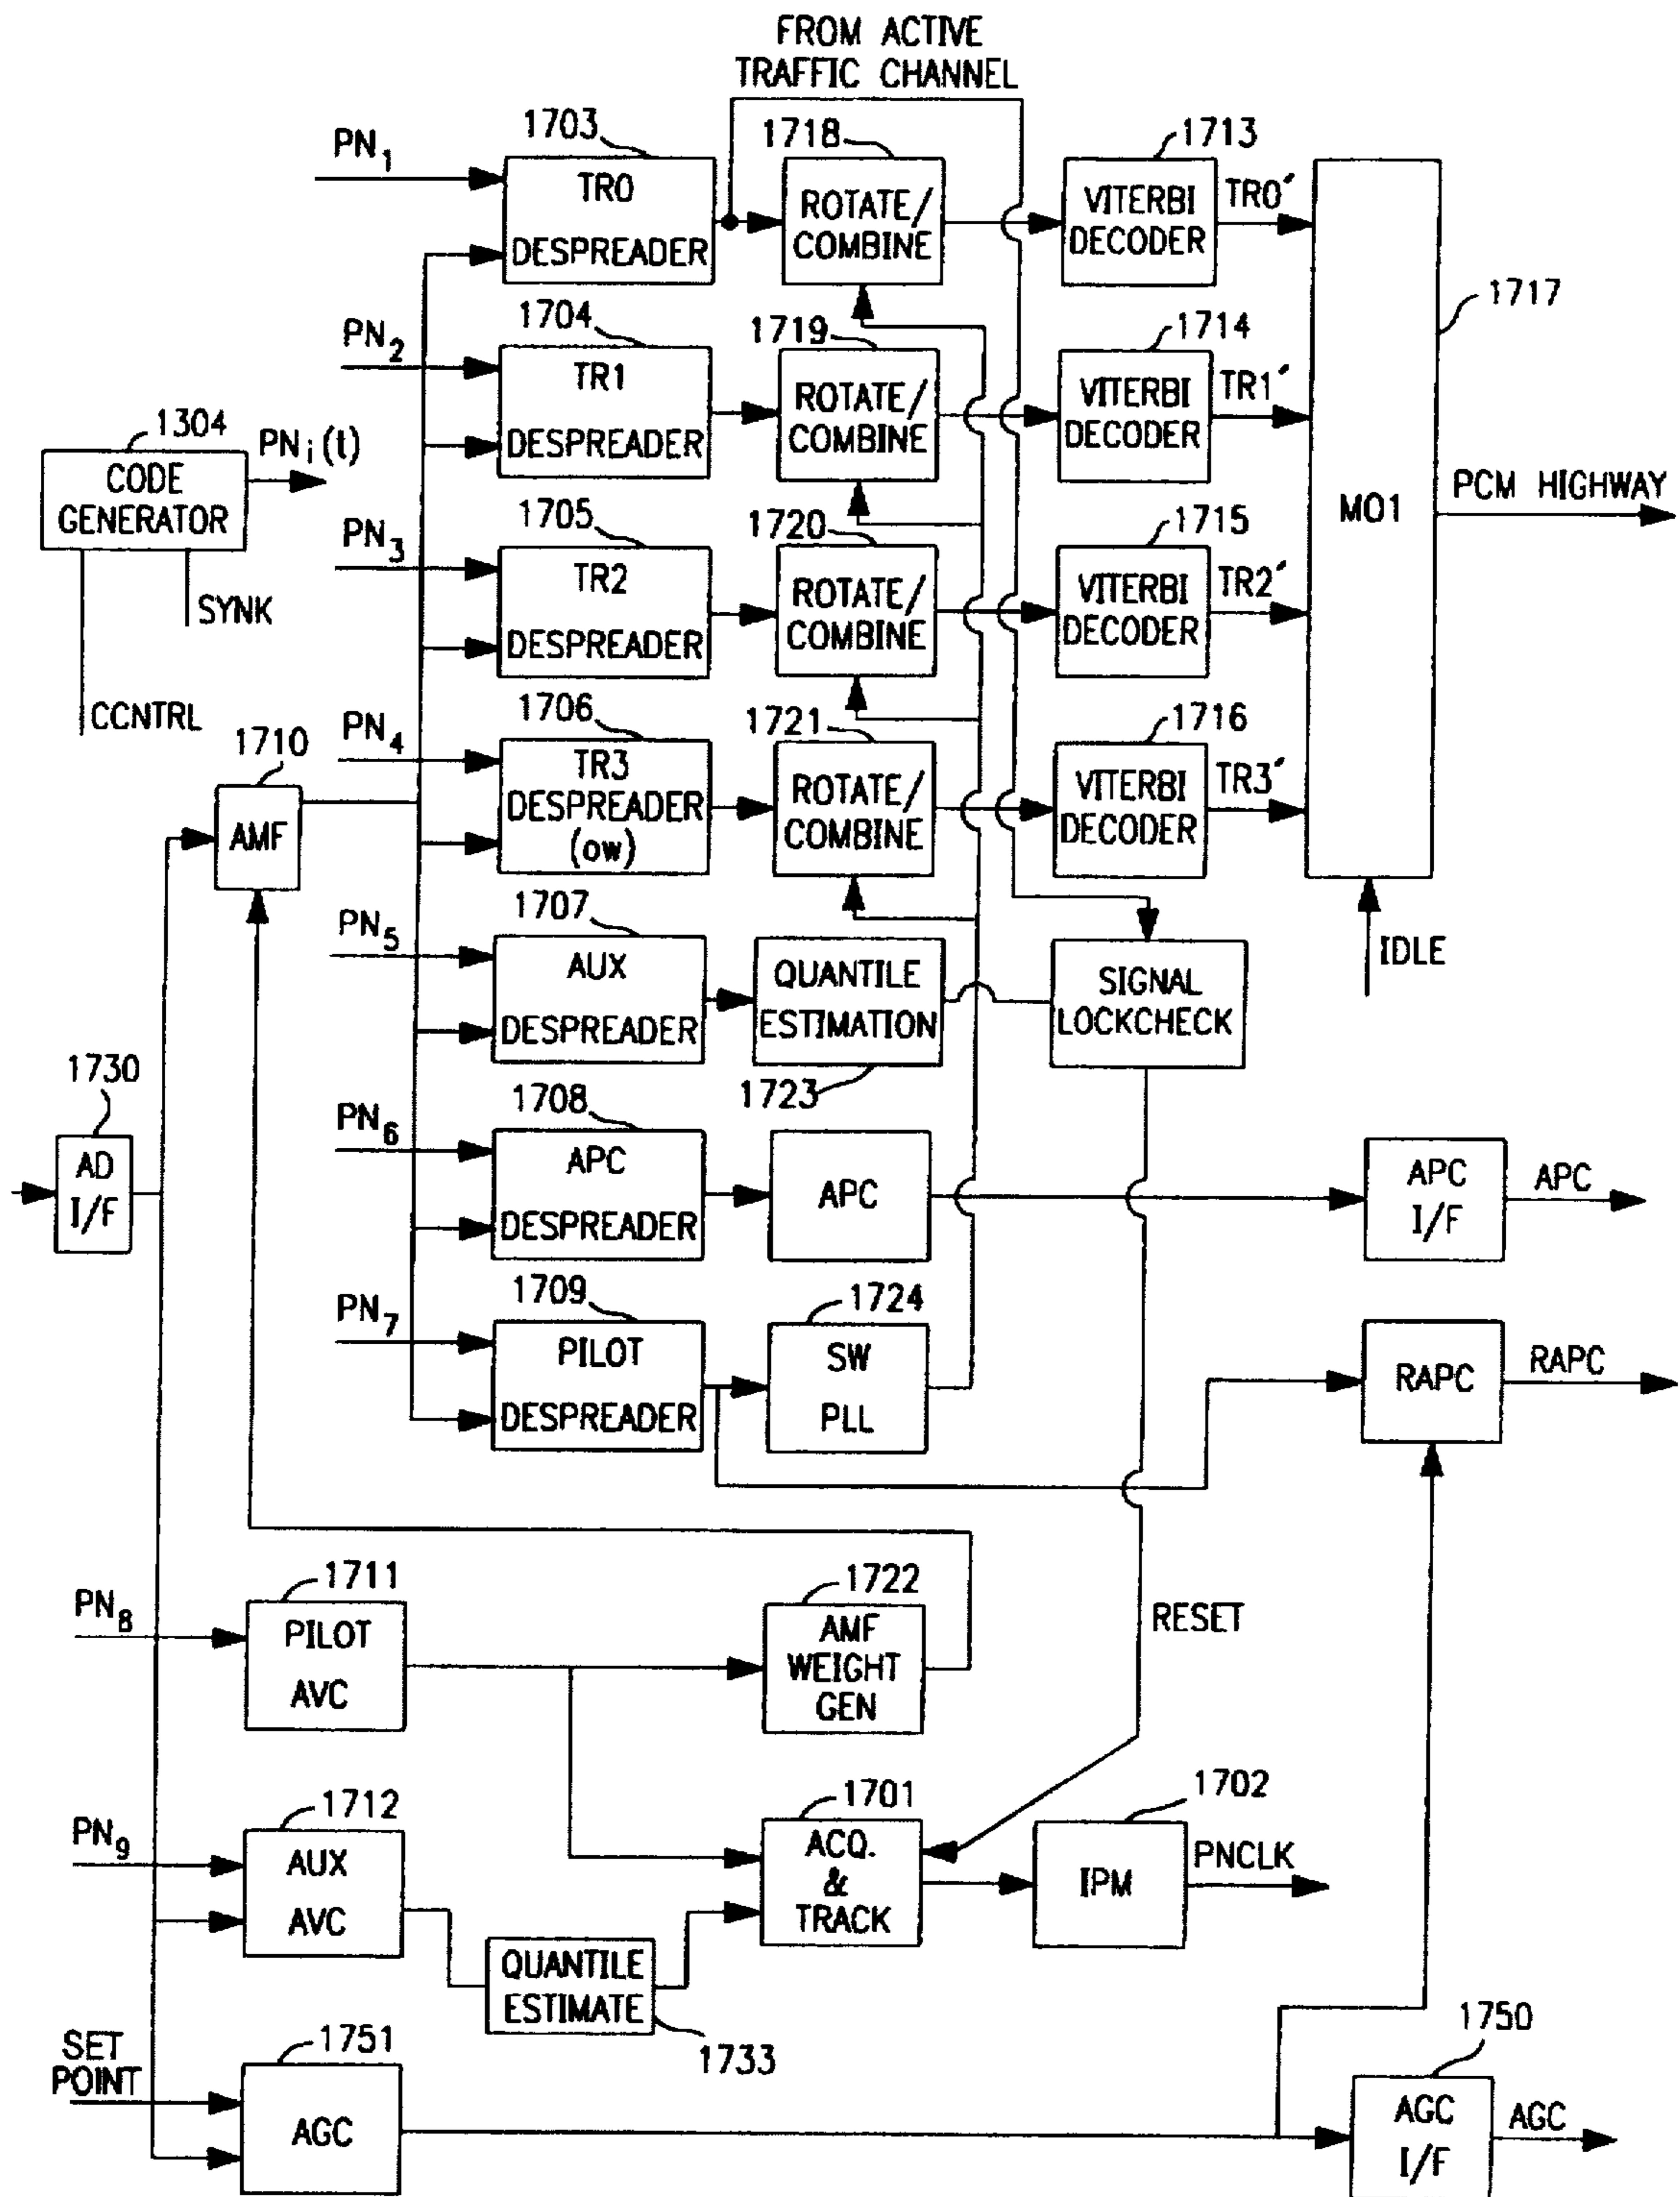 FROM ACTIVE
TRAFFIC CHANNEL
PN1
1703
TR0
DESPREADER
1718
ROTATE/
COMBINE
1713
VITERBI
DECODER
TR0´
1717
MO1
PCM HIGHWAY
IDLE
PN2
1704
TR1
DESPREADER
1719
ROTATE/
COMBINE
1714
VITERBI
DECODER
TR1´
1304
CODE
GENERATOR
PNi(t)
SYNK
CCNTRL
PN3
1705
TR2
DESPREADER
1720
ROTATE/
COMBINE
1715
VITERBI
DECODER
TR2´
PN4
1706
TR3
DESPREADER
(ow)
1721
ROTATE/
COMBINE
1716
VITERBI
DECODER
TR3´
1710
AMF
PN5
1707
AUX
DESPREADER
QUANTILE
ESTIMATION
1723
SIGNAL
LOCKCHECK
1730
AD
I/F
PN6
1708
APC
DESPREADER
APC
APC
I/F
APC
PN7
1709
PILOT
DESPREADER
1724
SW
PLL
RAPC
RAPC
PN8
1711
PILOT
AVC
1722
AMF
WEIGHT
GEN
RESET
PN9
1712
AUX
AVC
QUANTILE
ESTIMATE
1733
1701
ACQ.
&
TRACK
1702
IPM
PNCLK
SET
POINT
1751
AGC
1750
AGC
I/F
AGC